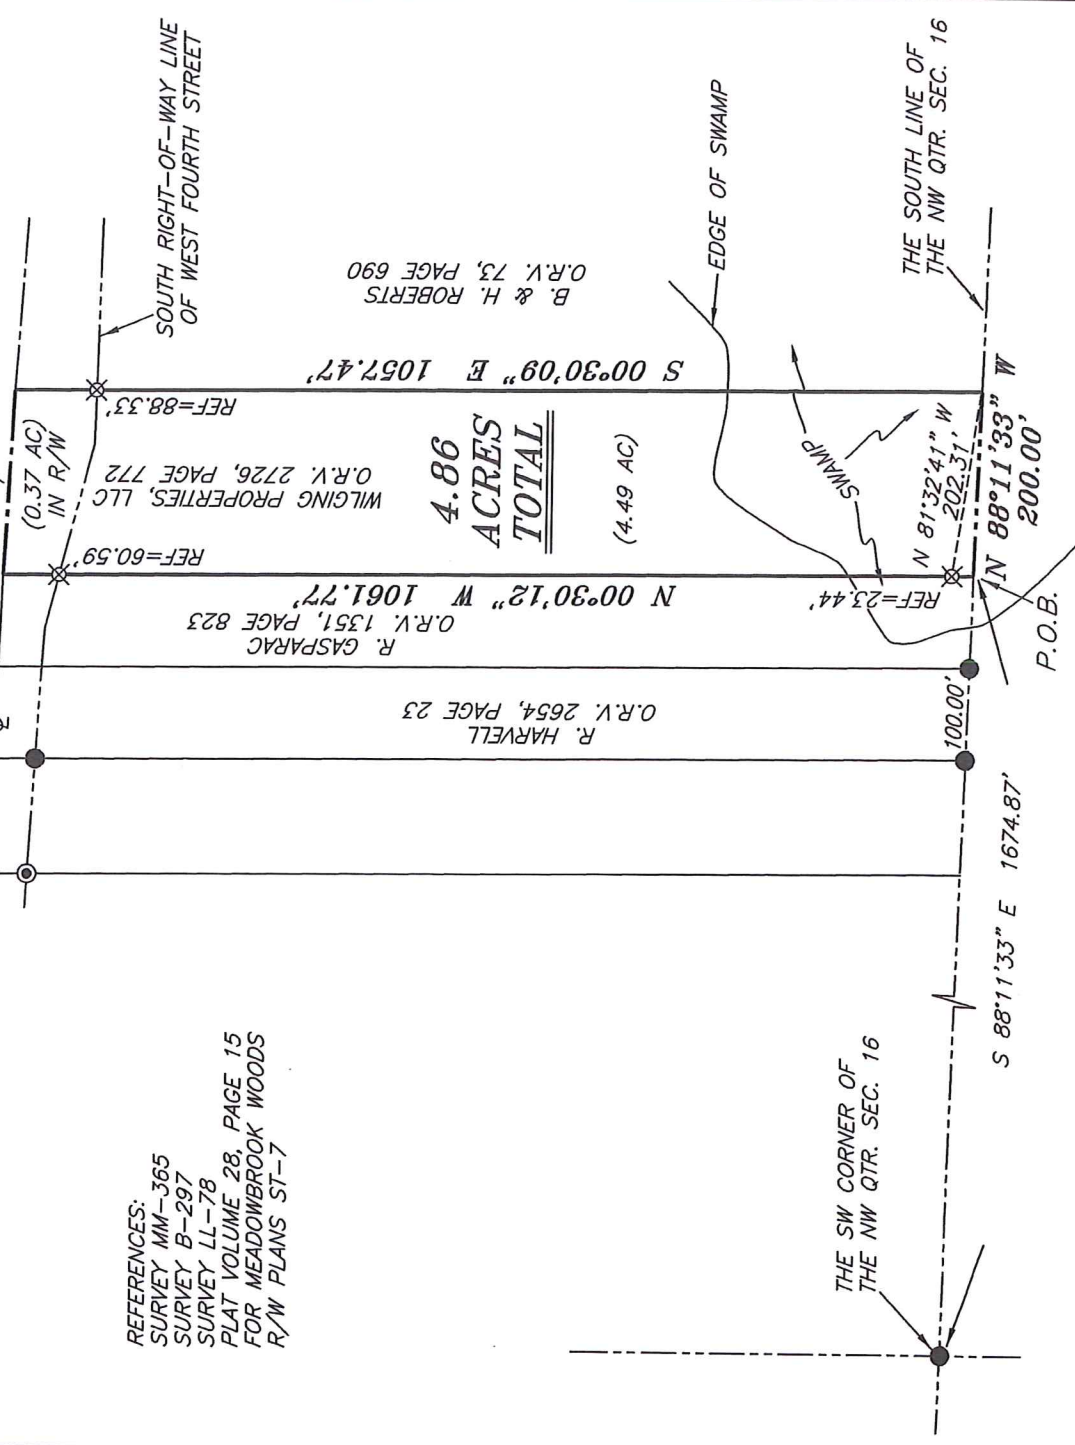 SOUTH RIGHT-OF-WAY LINE
OF WEST FOURTH STREET
THE SOUTH LINE OF
THE NW QTR. SEC. 16
EDGE OF SWAMP
B. & H. ROBERTS
O.R.V. 73, PAGE 690
S 00°30'09" E 1057.47'
REF=88.33'
(0.37 AC)
IN R/W
WILGING PROPERTIES, LLC
O.R.V. 2726, PAGE 772
4.86
ACRES
TOTAL
(4.49 AC)
SWAMP
N 81°32'41" W
202.31'
N 88°11'33" W
200.00'
REF=60.59'
N 00°30'12" W 1061.77'
REF=23.44'
P.O.B.
R. GASPARAC
O.R.V. 1351, PAGE 823
R. HARVELL
O.R.V. 2654, PAGE 23
100.00'
S 88°11'33" E 1674.87'
THE SW CORNER OF
THE NW QTR. SEC. 16
REFERENCES:
SURVEY MM-365
SURVEY B-297
SURVEY LL-78
PLAT VOLUME 28, PAGE 15
FOR MEADOWBROOK WOODS
R/W PLANS ST-7